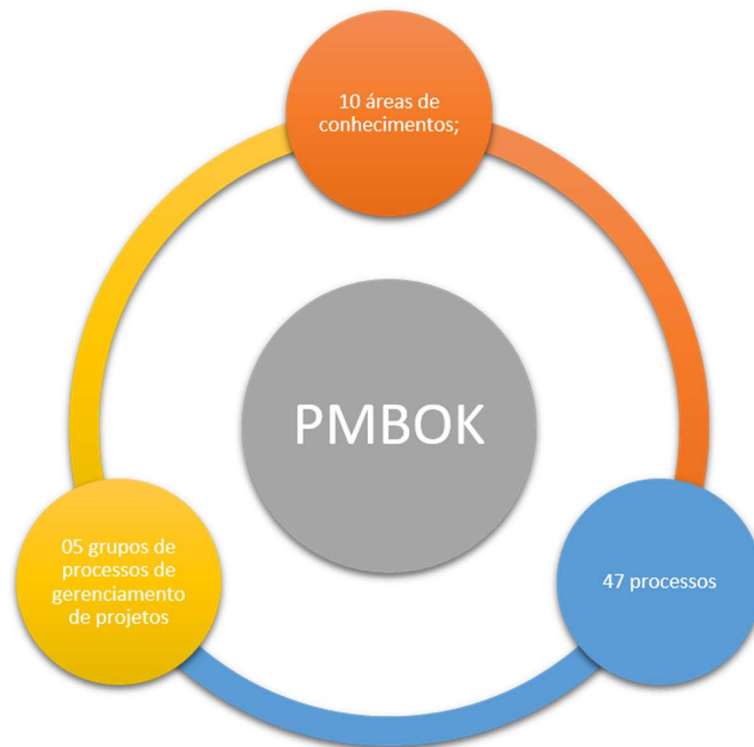 10 áreas de
conhecimentos;
PMBOK
05 grupos de
processos de
gerenciamento
de projetos
47 processos